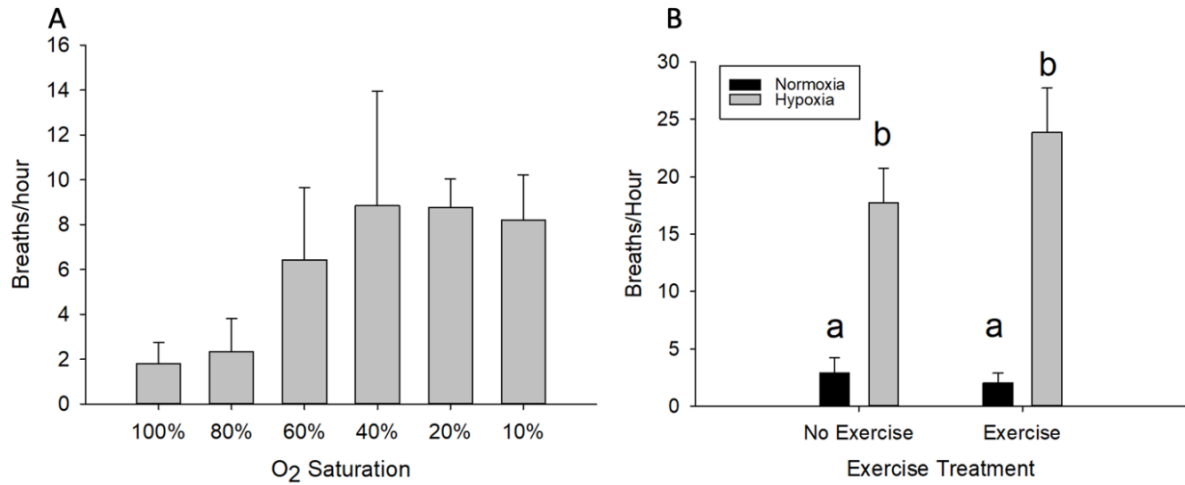 A
16
14
12
10
8
6
4
2
0
Breaths/hour
100% 80% 60% 40% 20% 10%
O2 Saturation
B
30
25
20
15
10
5
0
Breaths/Hour
Normoxia
Hypoxia
a
b
a
b
No Exercise Exercise
Exercise Treatment